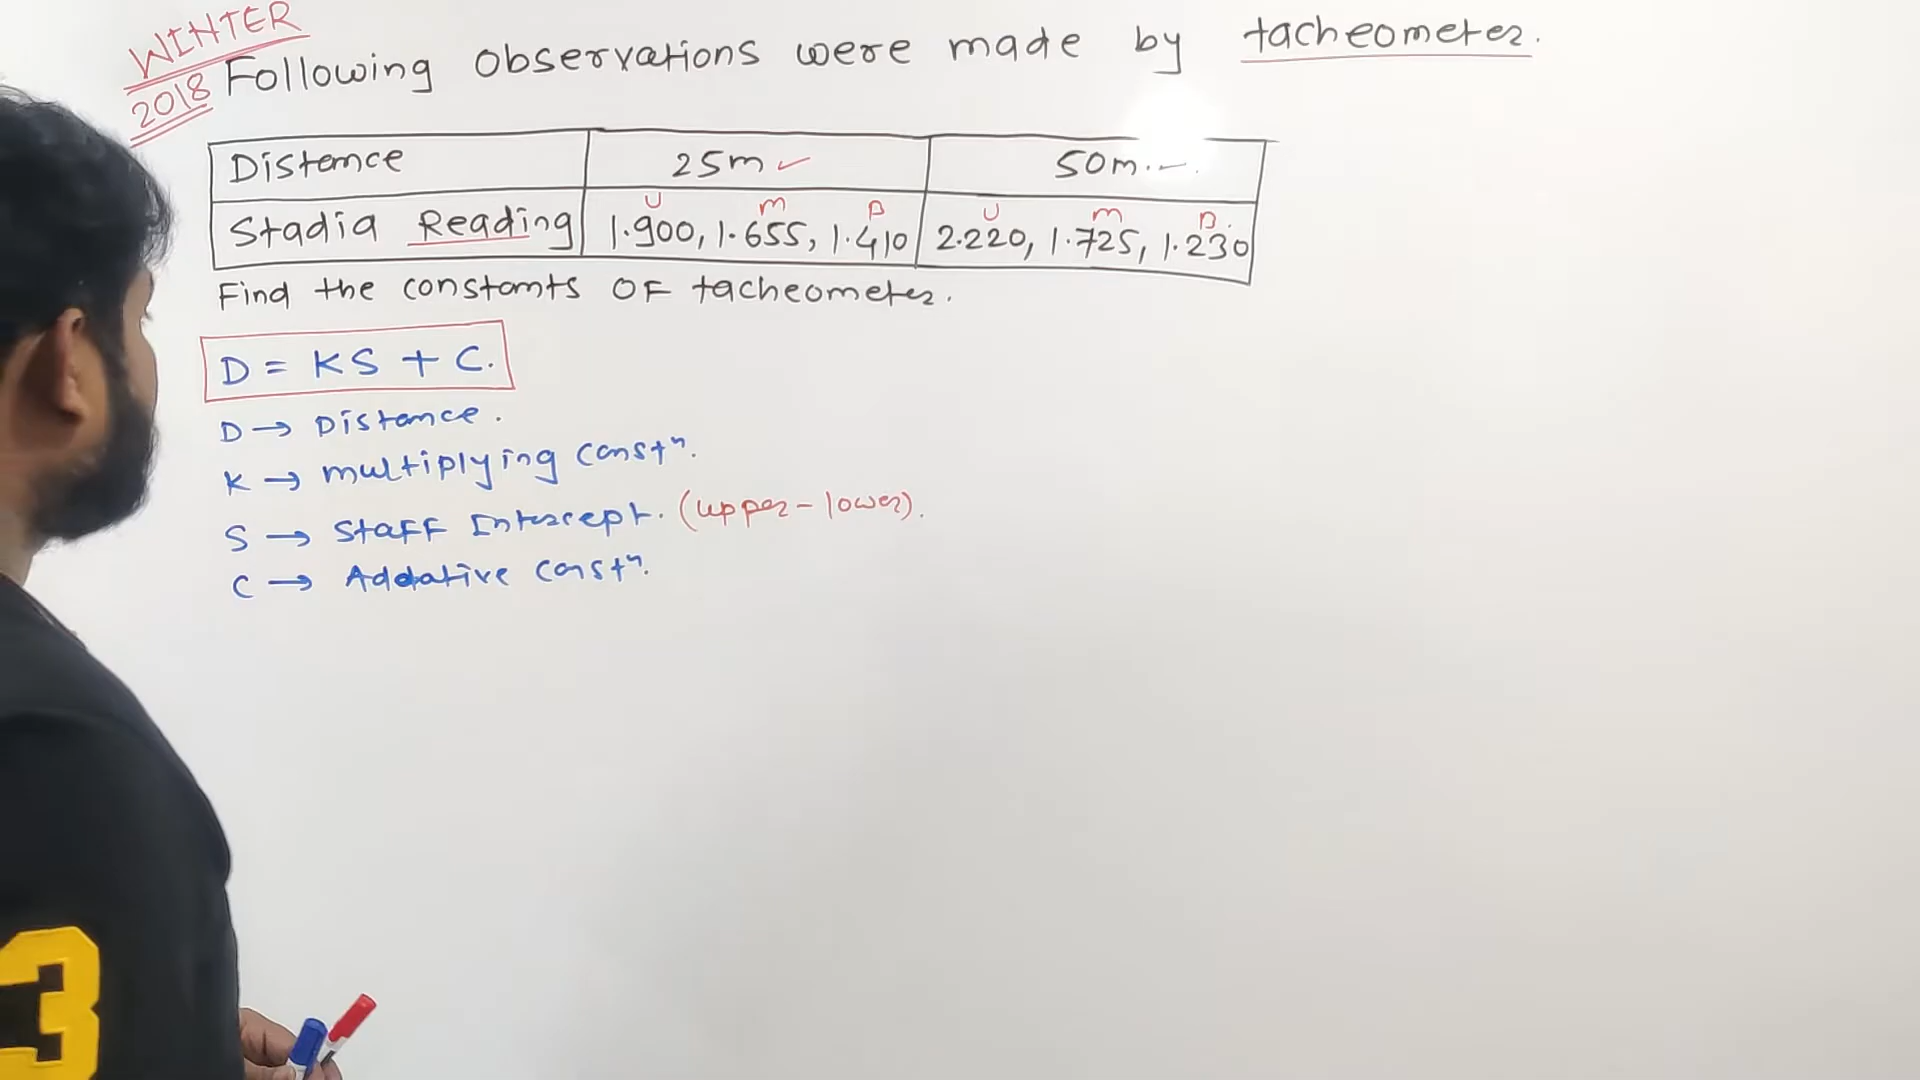 WINTER
2018
Following observations were made by tacheometer.
Distance 25m 50m.
U m B U m B.
Stadia Reading 1.900, 1.655, 1.410 2.220, 1.725, 1.230
Find the constants OF tacheometer.
D = KS + C.
D → Distance.
K → multiplying constⁿ.
S → Staff Intercept. (upper - lower).
C → Addative constⁿ.
3